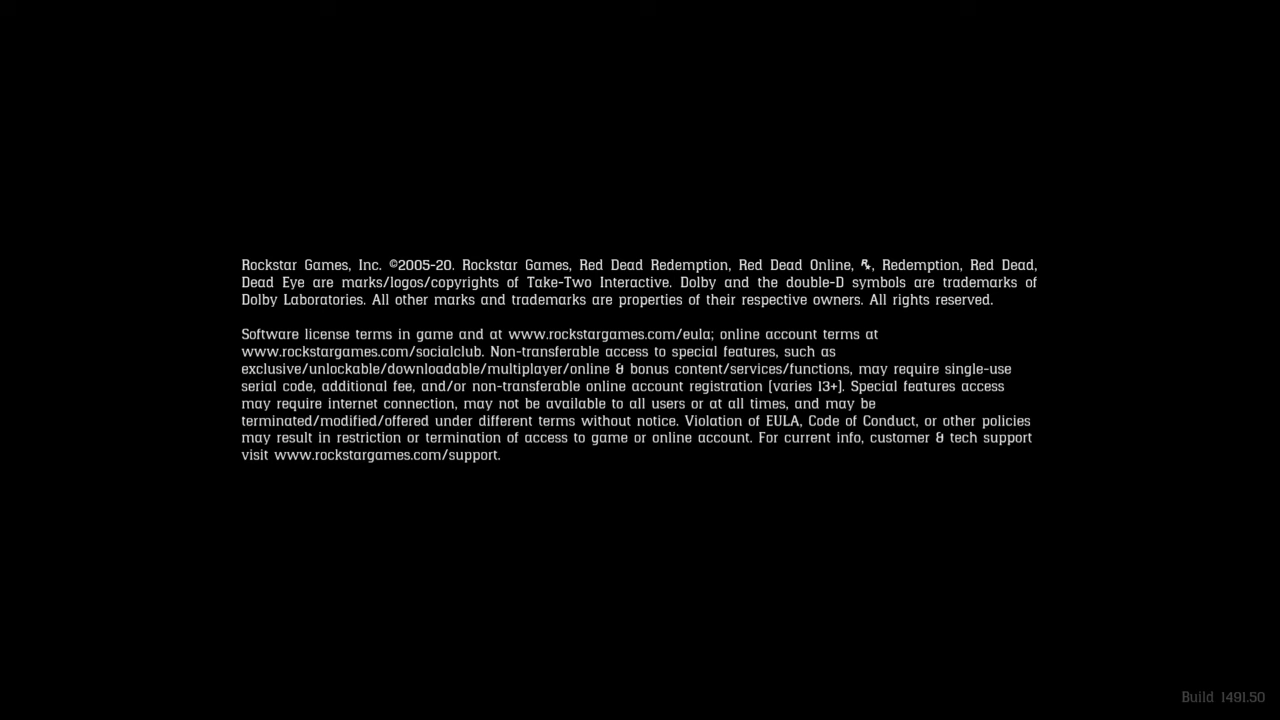 Rockstar Games, Inc. ©2005-20. Rockstar Games, Red Dead Redemption, Red Dead Online, R*, Redemption, Red Dead,
Dead Eye are marks/logos/copyrights of Take-Two Interactive. Dolby and the double-D symbols are trademarks of
Dolby Laboratories. All other marks and trademarks are properties of their respective owners. All rights reserved.
Software license terms in game and at www.rockstargames.com/eula; online account terms at
www.rockstargames.com/socialclub. Non-transferable access to special features, such as
exclusive/unlockable/downloadable/multiplayer/online & bonus content/services/functions, may require single-use
serial code, additional fee, and/or non-transferable online account registration (varies 13+). Special features access
may require internet connection, may not be available to all users or at all times, and may be
terminated/modified/offered under different terms without notice. Violation of EULA, Code of Conduct, or other policies
may result in restriction or termination of access to game or online account. For current info, customer & tech support
visit www.rockstargames.com/support.
Build 1491.50